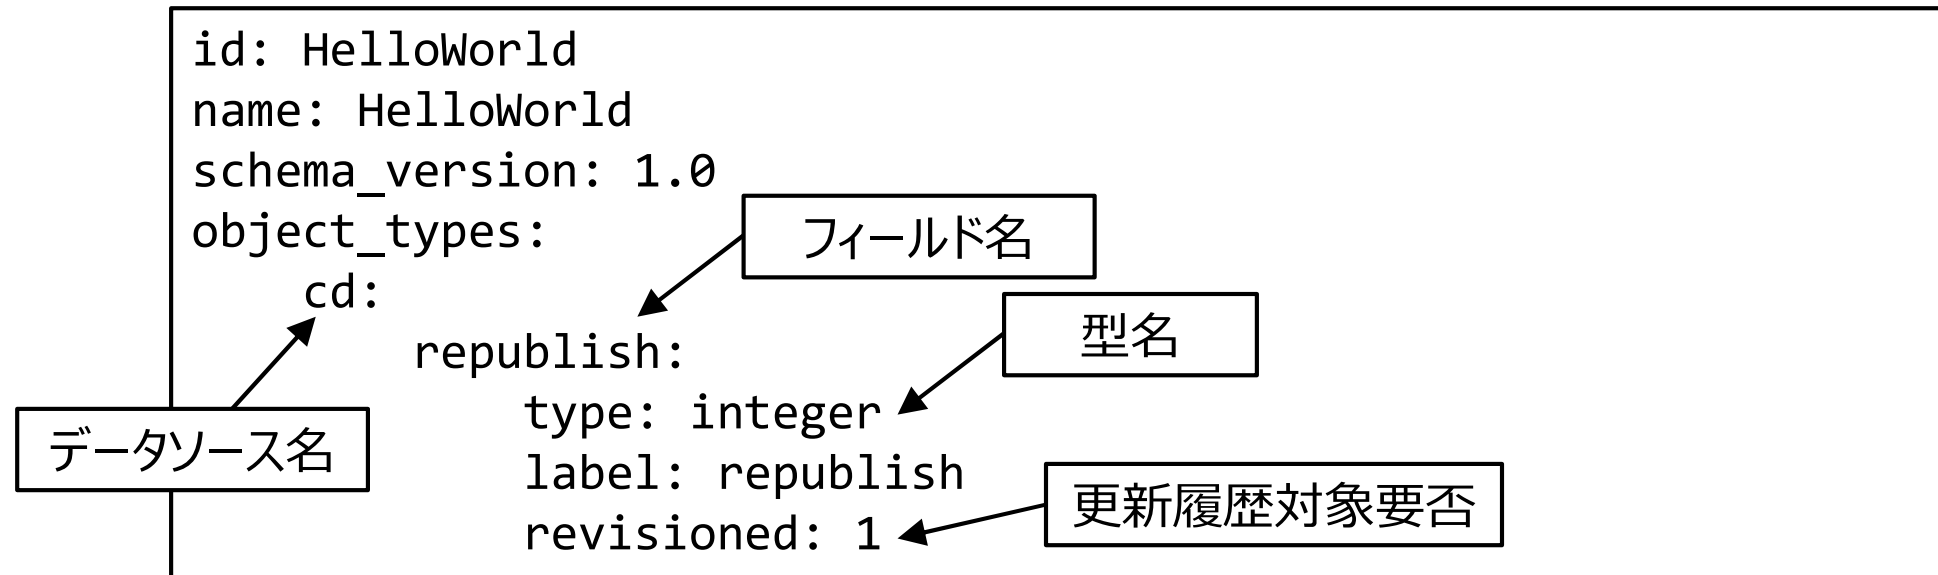 id: HelloWorld
name: HelloWorld
schema_version: 1.0
object_types:
フィールド名
cd:
型名
republish:
type: integer
データソース名
label: republish
更新履歴対象要否
revisioned: 1